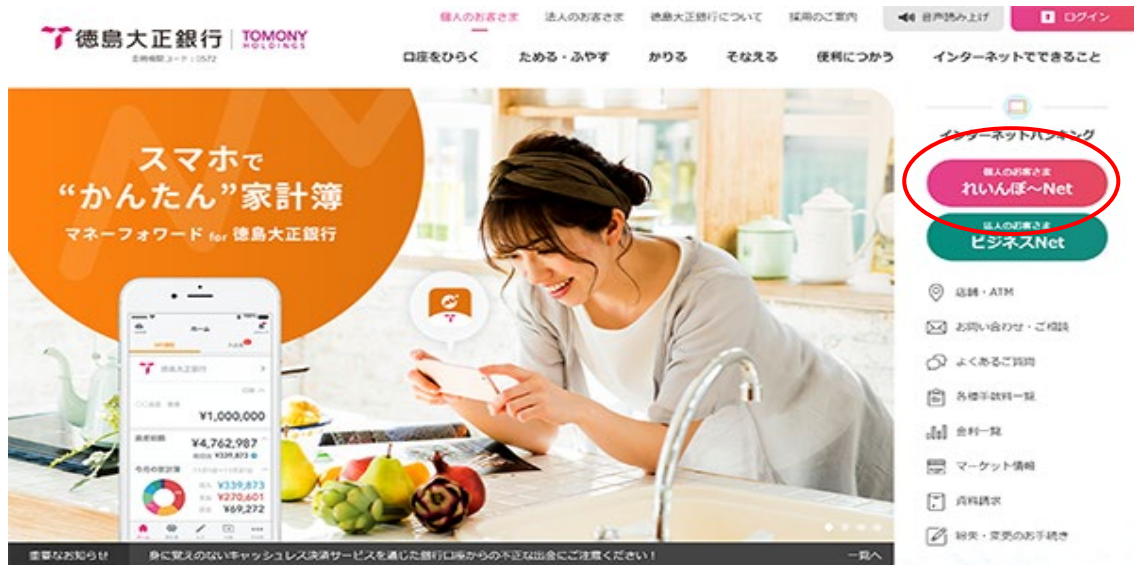 徳島大正銀行
TOMONY
HOLDINGS
金融機関コード:0572
個人のお客さま
法人のお客さま
徳島大正銀行について
採用のご案内
音声読み上げ
ログイン
口座をひらく
ためる・ふやす
かりる
そなえる
便利につかう
インターネットでできること
スマホで
“かんたん”家計簿
マネーフォワード for 徳島大正銀行
ホーム
徳島大正銀行
¥1,000,000
¥4,762,987
¥339,873
今月の家計簿
¥339,873
¥270,601
¥69,272
インターネットバンキング
個人のお客さま
れいんぼ～Net
法人のお客さま
ビジネスNet
店舗・ATM
お問い合わせ・ご相談
よくあるご質問
各種手数料一覧
金利一覧
マーケット情報
資料請求
紛失・変更のお手続き
重要なお知らせ
身に覚えのないキャッシュレス決済サービスを通じた銀行口座からの不正な出金にご注意ください！
一覧へ